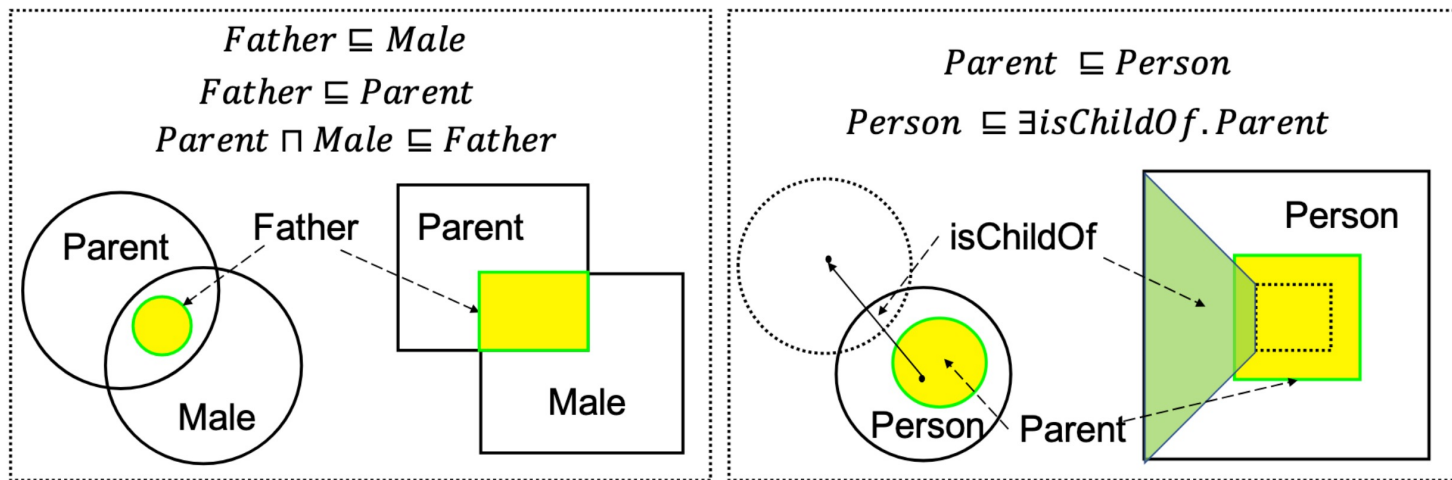 Father ⊑ Male
Father ⊑ Parent
Parent ⊓ Male ⊑ Father
Parent
Father
Male
Parent
Male
Parent ⊑ Person
Person ⊑ ∃isChildOf.Parent
isChildOf
Person
Person
Parent